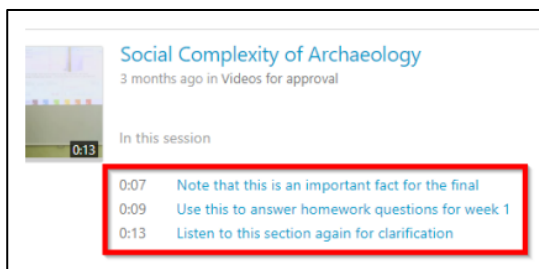 Social Complexity of Archaeology
3 months ago in Videos for approval
0:13
In this session
0:07 Note that this is an important fact for the final
0:09 Use this to answer homework questions for week 1
0:13 Listen to this section again for clarification